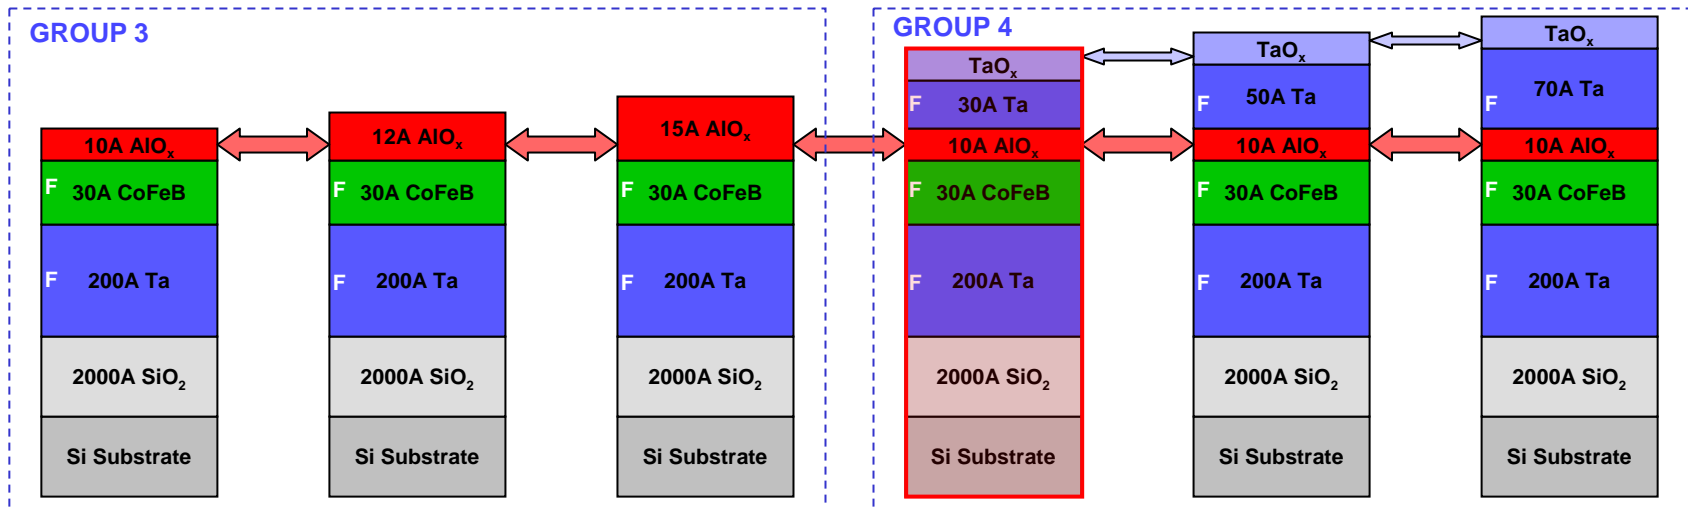 GROUP 3
10A AlOx
F 30A CoFeB
F 200A Ta
2000A SiO2
Si Substrate
12A AlOx
F 30A CoFeB
F 200A Ta
2000A SiO2
Si Substrate
15A AlOx
F 30A CoFeB
F 200A Ta
2000A SiO2
Si Substrate
GROUP 4
TaOx
F 30A Ta
10A AlOx
F 30A CoFeB
F 200A Ta
2000A SiO2
Si Substrate
TaOx
F 50A Ta
10A AlOx
F 30A CoFeB
F 200A Ta
2000A SiO2
Si Substrate
TaOx
F 70A Ta
10A AlOx
F 30A CoFeB
F 200A Ta
2000A SiO2
Si Substrate